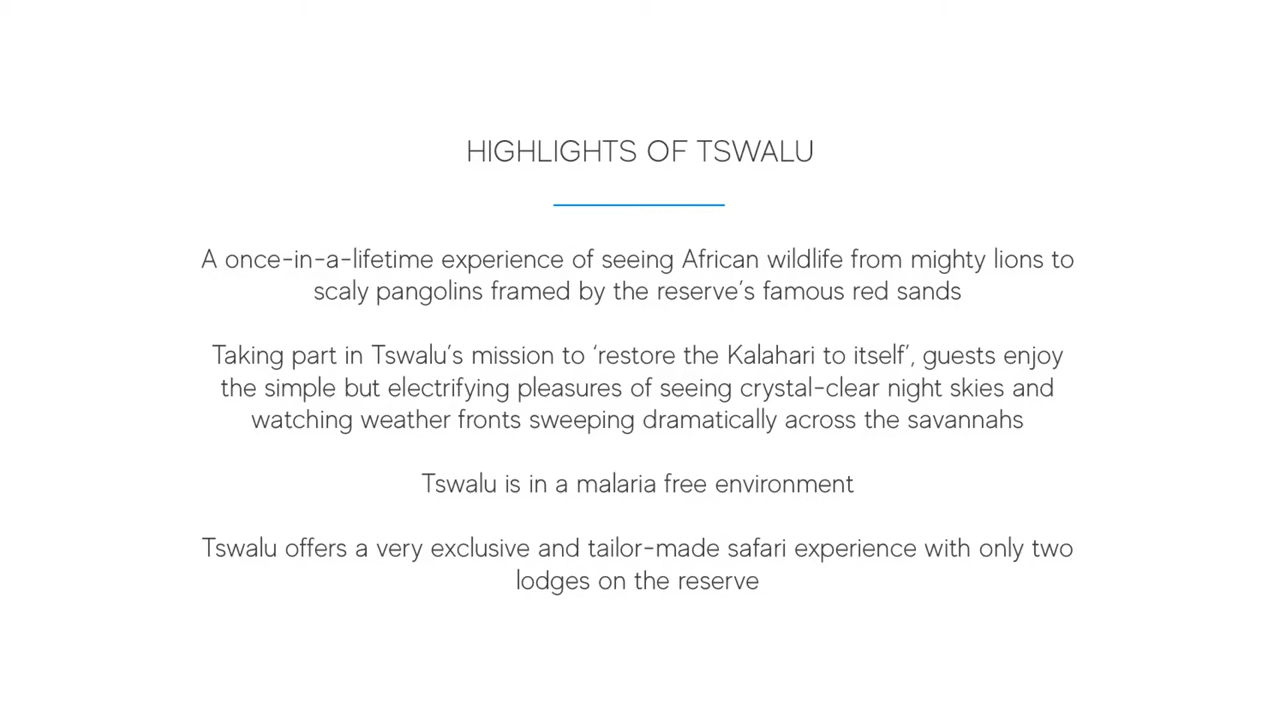 HIGHLIGHTS OF TSWALU
A once-in-a-lifetime experience of seeing African wildlife from mighty lions to
scaly pangolins framed by the reserve’s famous red sands
Taking part in Tswalu’s mission to ‘restore the Kalahari to itself’, guests enjoy
the simple but electrifying pleasures of seeing crystal-clear night skies and
watching weather fronts sweeping dramatically across the savannahs
Tswalu is in a malaria free environment
Tswalu offers a very exclusive and tailor-made safari experience with only two
lodges on the reserve